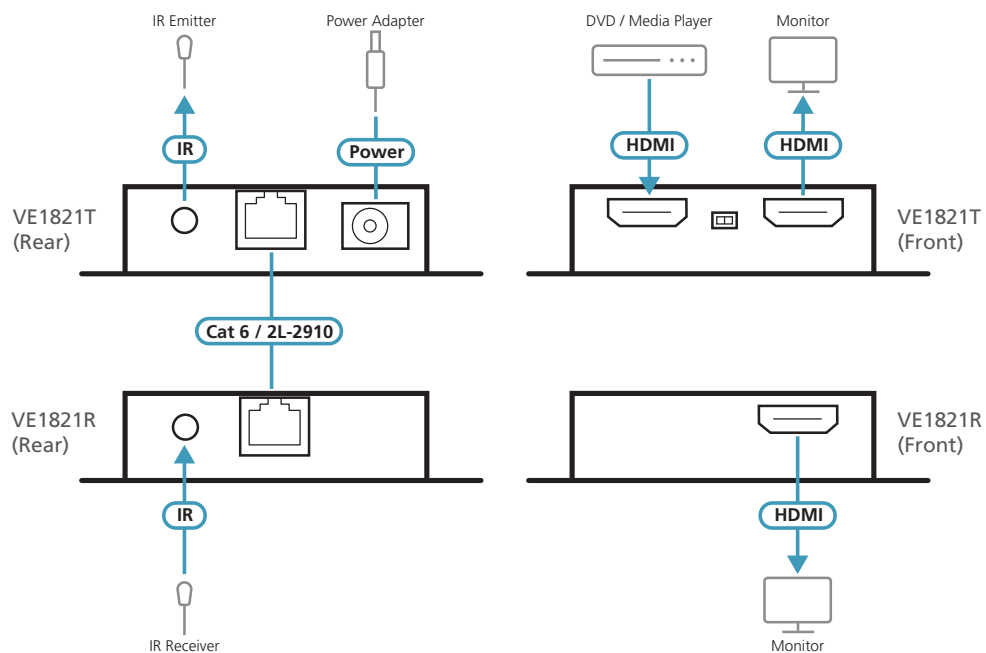 IR Emitter
Power Adapter
DVD / Media Player
Monitor
IR
Power
HDMI
HDMI
VE1821T
(Rear)
VE1821T
(Front)
Cat 6 / 2L-2910
VE1821R
(Rear)
VE1821R
(Front)
IR
HDMI
IR Receiver
Monitor